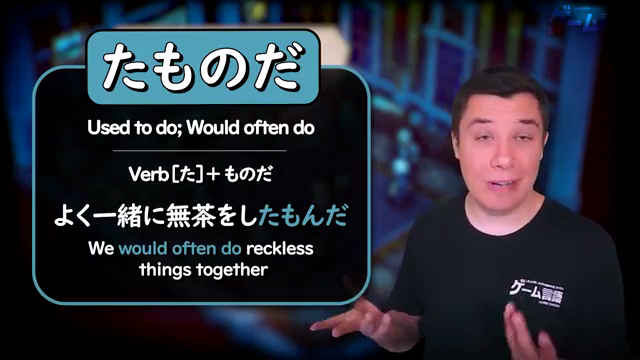 たものだ
Used to do; Would often do
Verb［た］＋ものだ
よく一緒に無茶をしたもんだ
We would often do reckless
things together
ゲーム言語